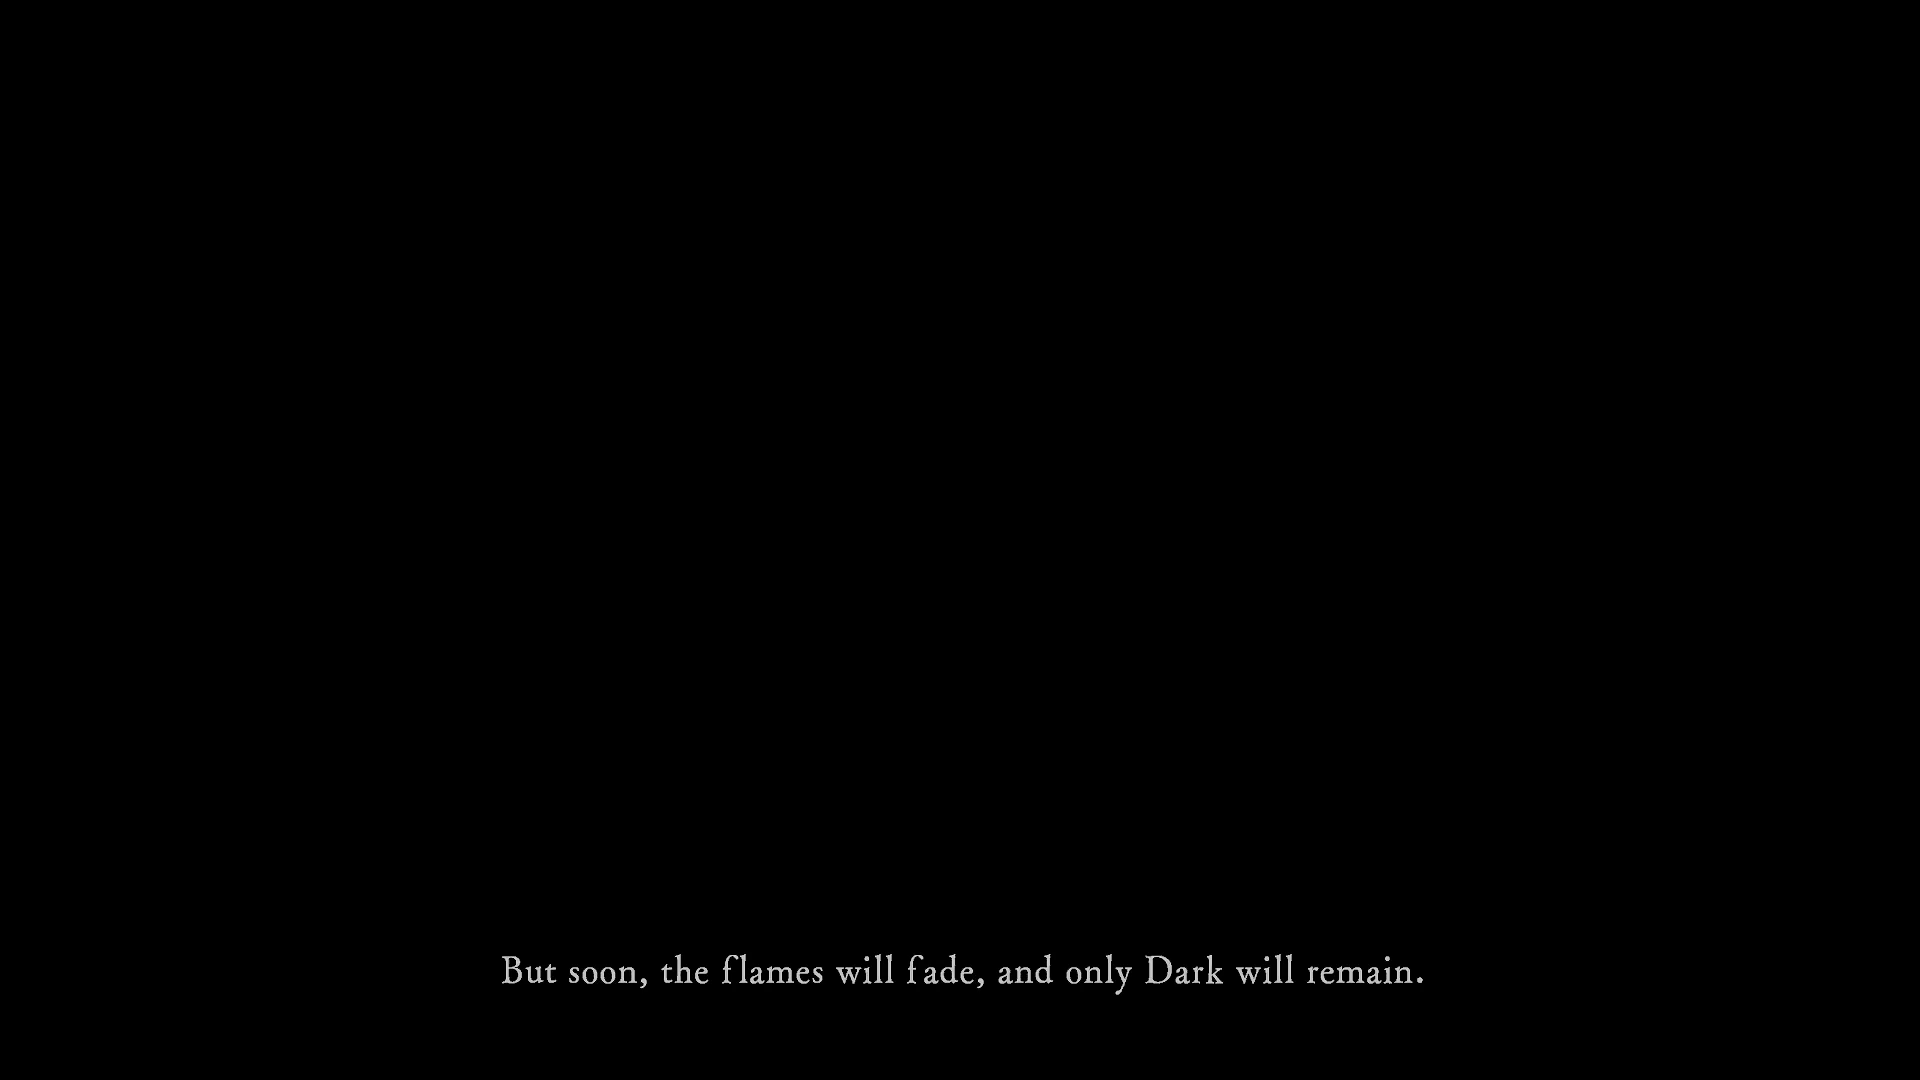 But soon, the flames will fade, and only Dark will remain.